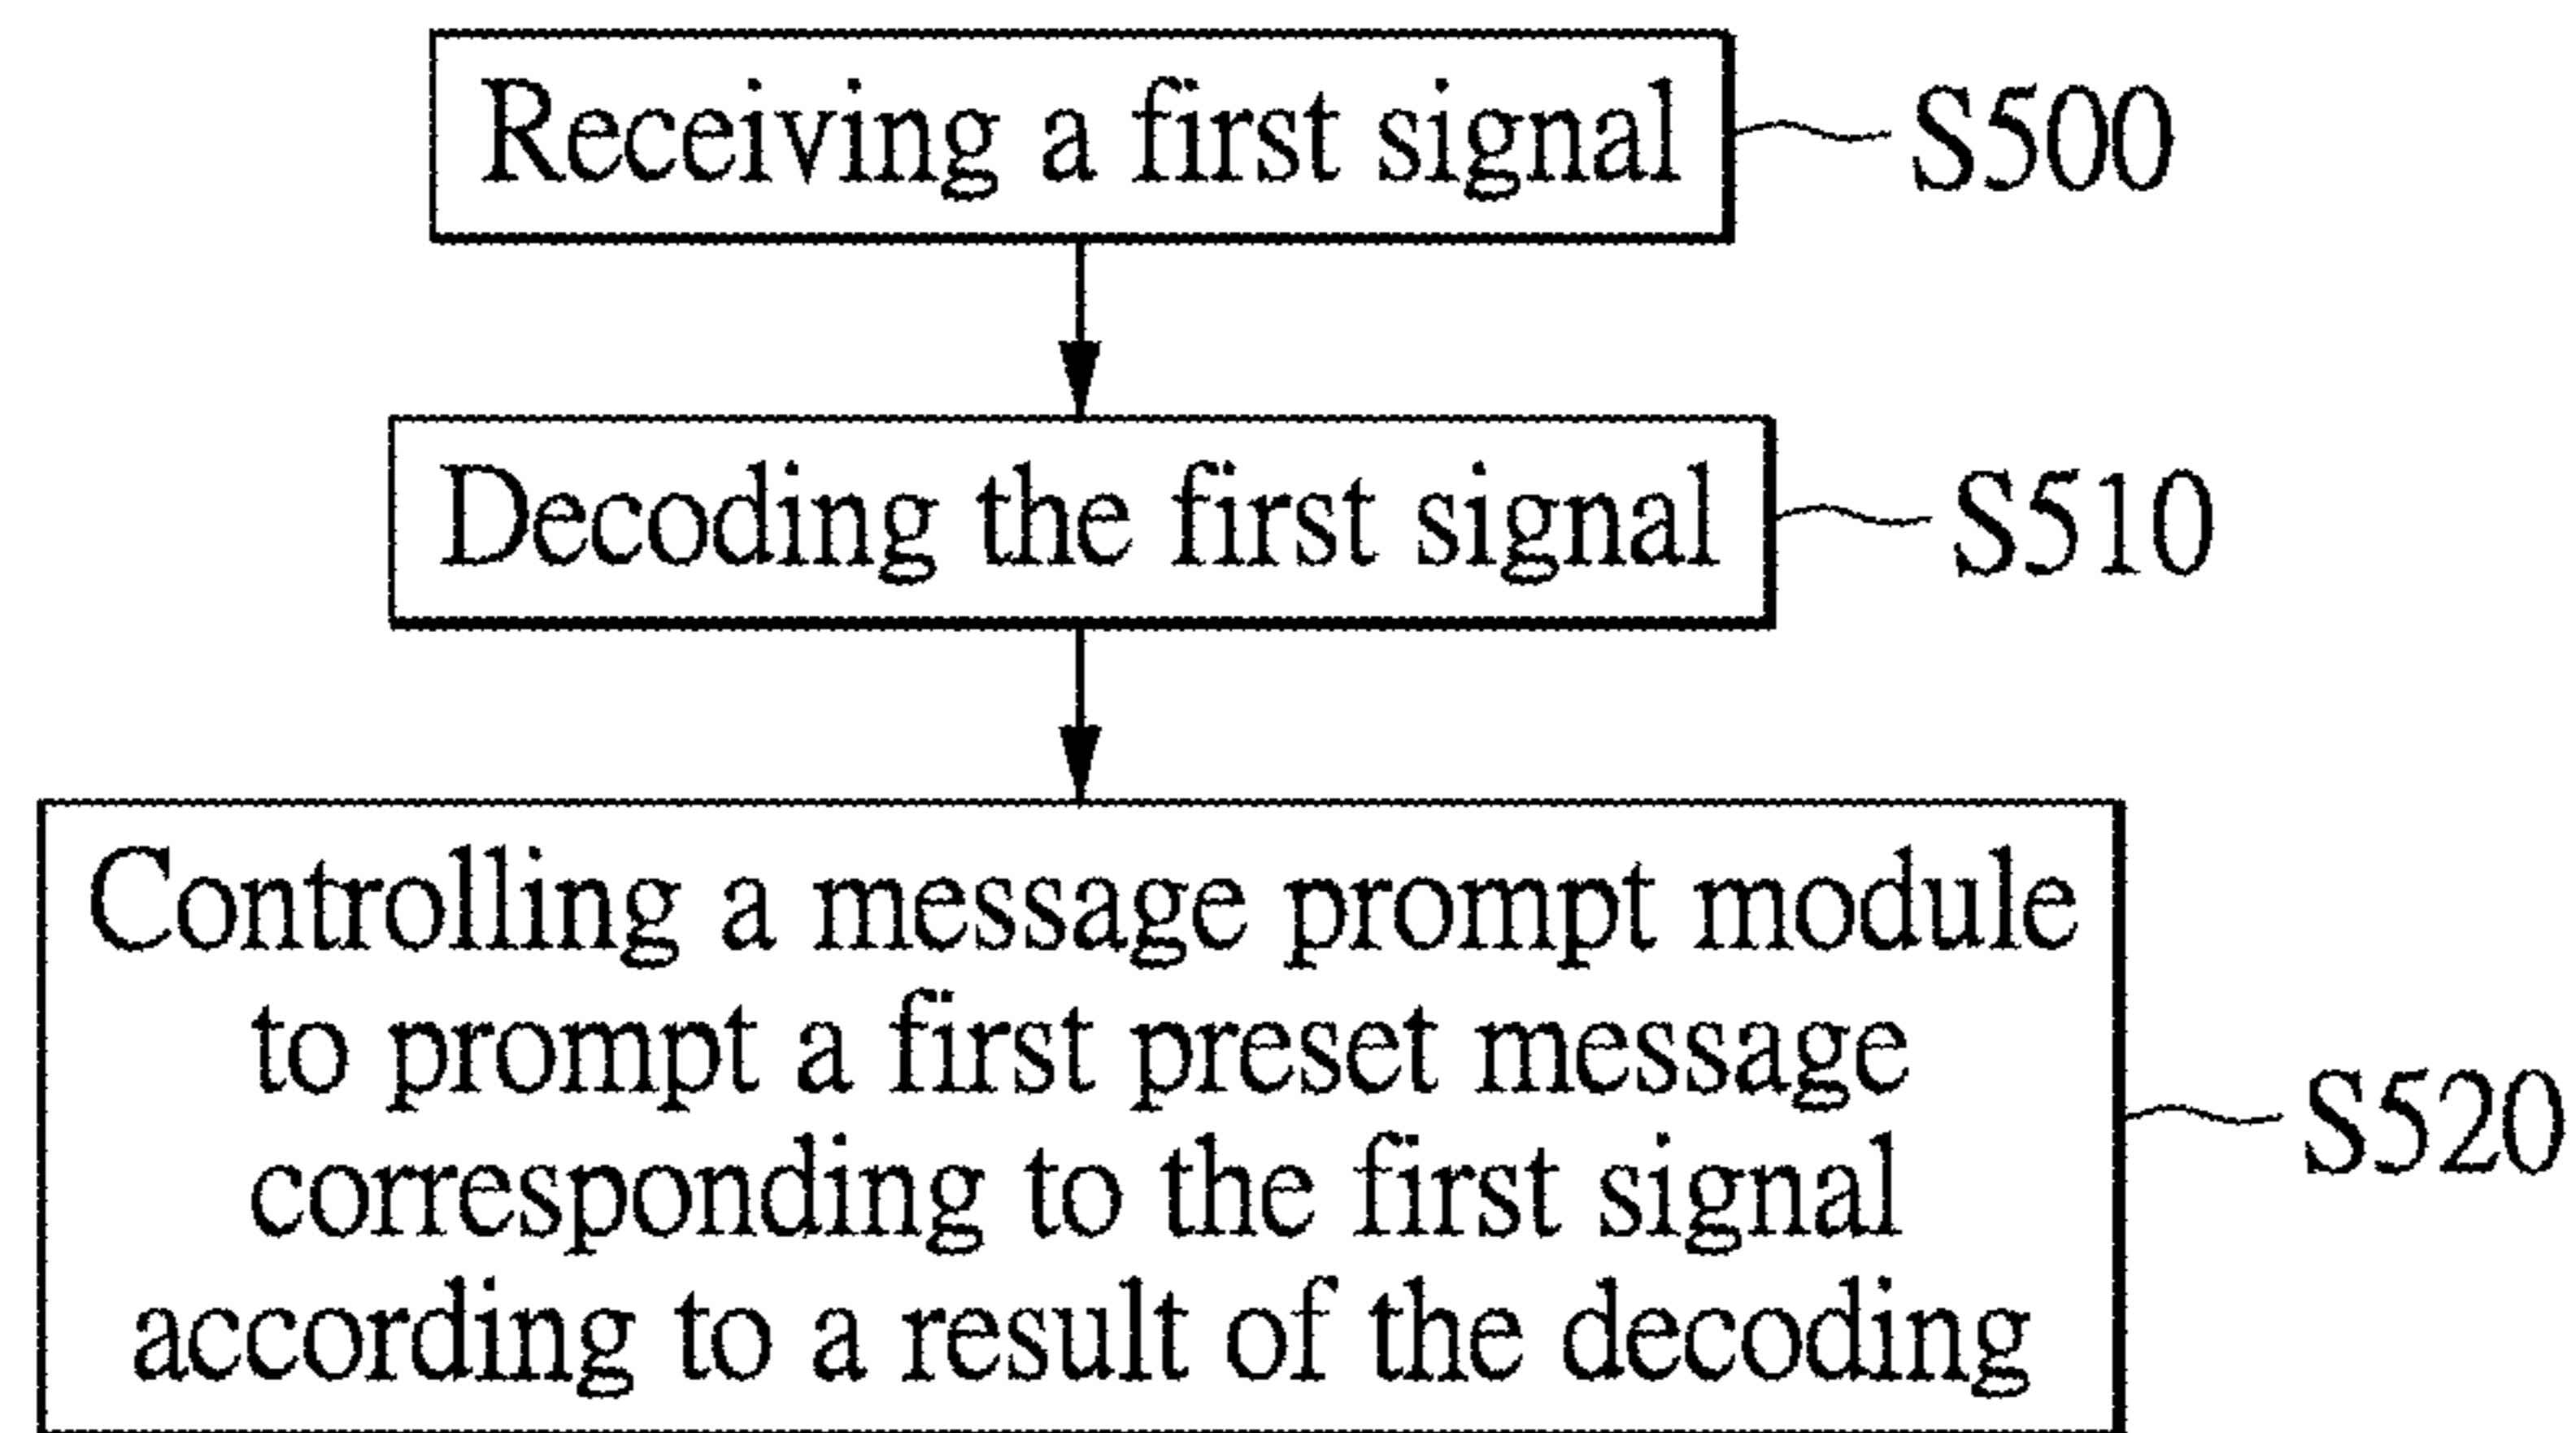 Receiving a first signal
S500
Decoding the first signal
S510
Controlling a message prompt module
to prompt a first preset message
corresponding to the first signal
according to a result of the decoding
S520